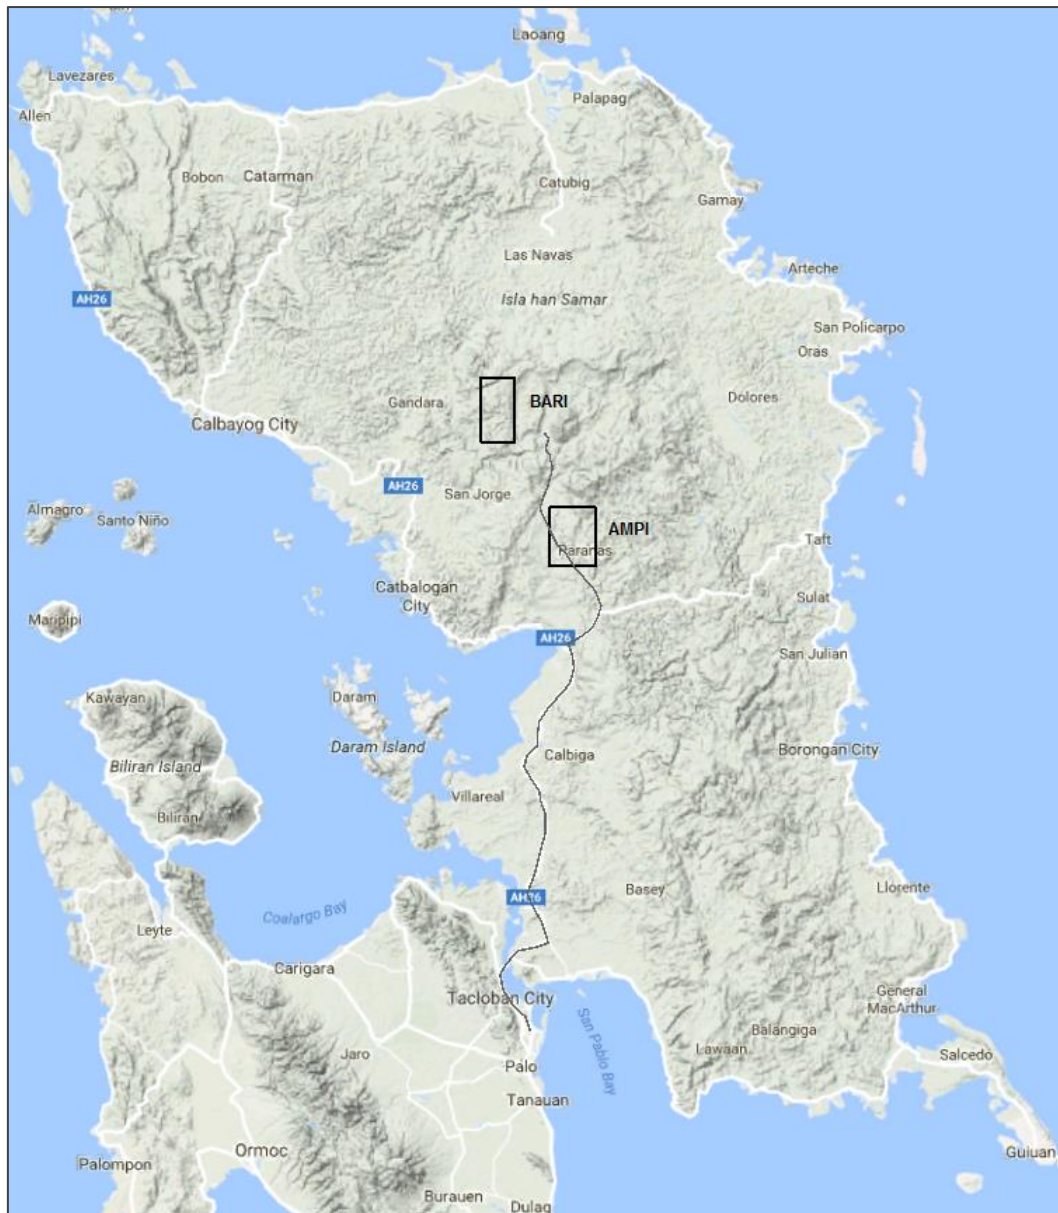 Laoang
Lavezares
Palapag
Allen
Bobon
Catarman
Catubig
Gamay
Las Navas
Arteche
AH26
Isla han Samar
San Policarpo
Oras
Gandara
BARI
Dolores
Calbayog City
AH26
San Jorge
Almagro
Santo Niño
AMPI
Taft
Paranas
Catbalogan
City
Sulat
Maripipi
AH26
San Julian
Kawayan
Daram
Daram Island
Borongan City
Calbiga
Biliran Island
Villareal
Biliran
AH26
Basey
Llorente
Coalargo Bay
Leyte
Carigara
Tacloban City
General
MacArthur
San Pablo Bay
Balangiga
Jaro
Lawaan
Salcedo
Palo
Tanauan
Ormoc
Guiuan
Palompon
Burauen
Dulag